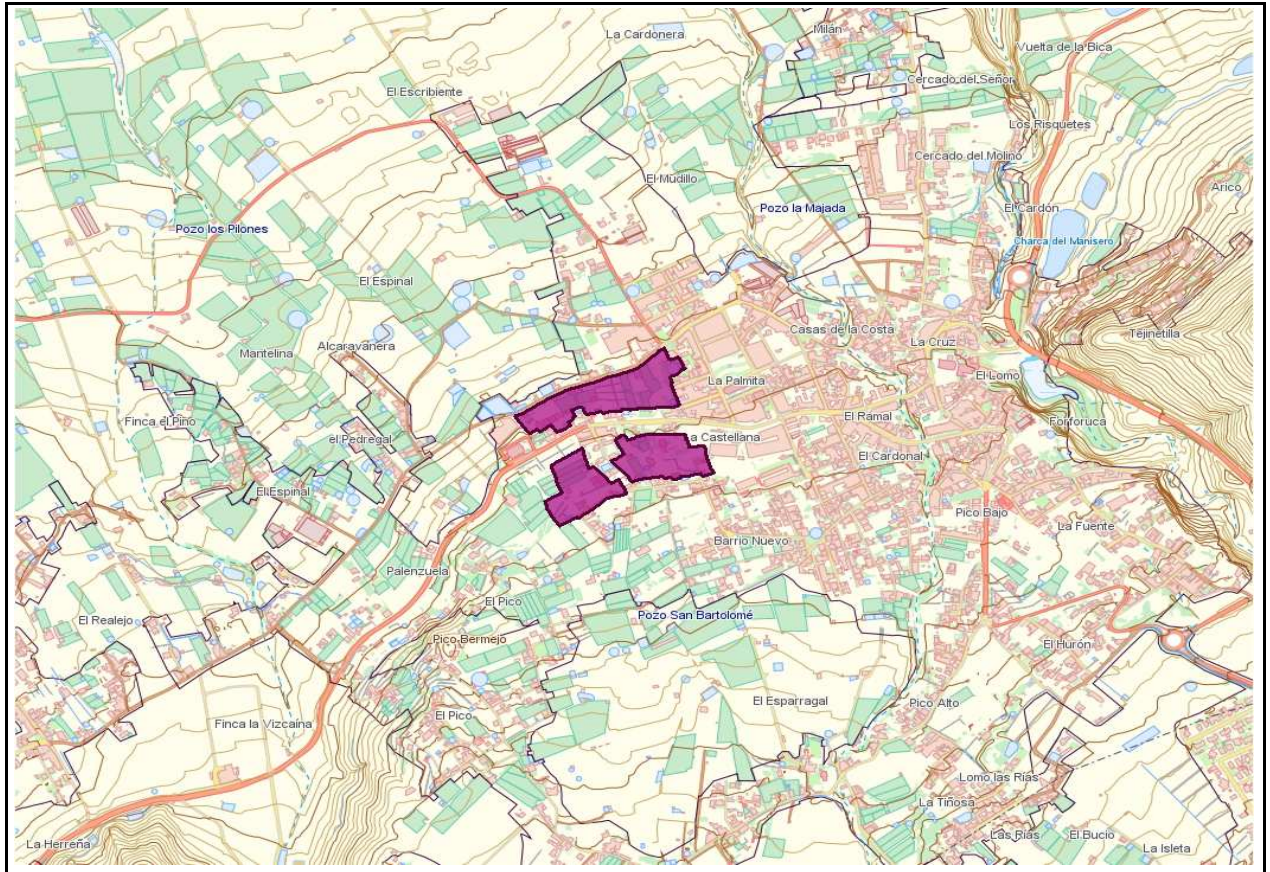 La Cardonera
Milán
Vuelta de la Bica
El Escribiente
Cercado del Señor
Los Risquetes
Cercado del Molino
El Mudillo
Arico
Pozo la Majada
El Cardón
Pozo los Pilones
Charca del Manisero
El Espinal
Casas de la Costa
Tejinetilla
Alcaravanera
La Cruz
Mantelina
El Lomo
La Palmita
Finca el Pino
El Ramal
Forforuca
el Pedregal
La Castellana
El Cardonal
El Espinal
Pico Bajo
La Fuente
Barrio Nuevo
Palenzuela
El Pico
Pozo San Bartolomé
El Realejo
Pico Bermejo
El Hurón
El Esparragal
Pico Alto
El Pico
Finca la Vizcaina
Lomo las Rías
La Tiñosa
Las Rías
El Bucio
La Herreña
La Isleta